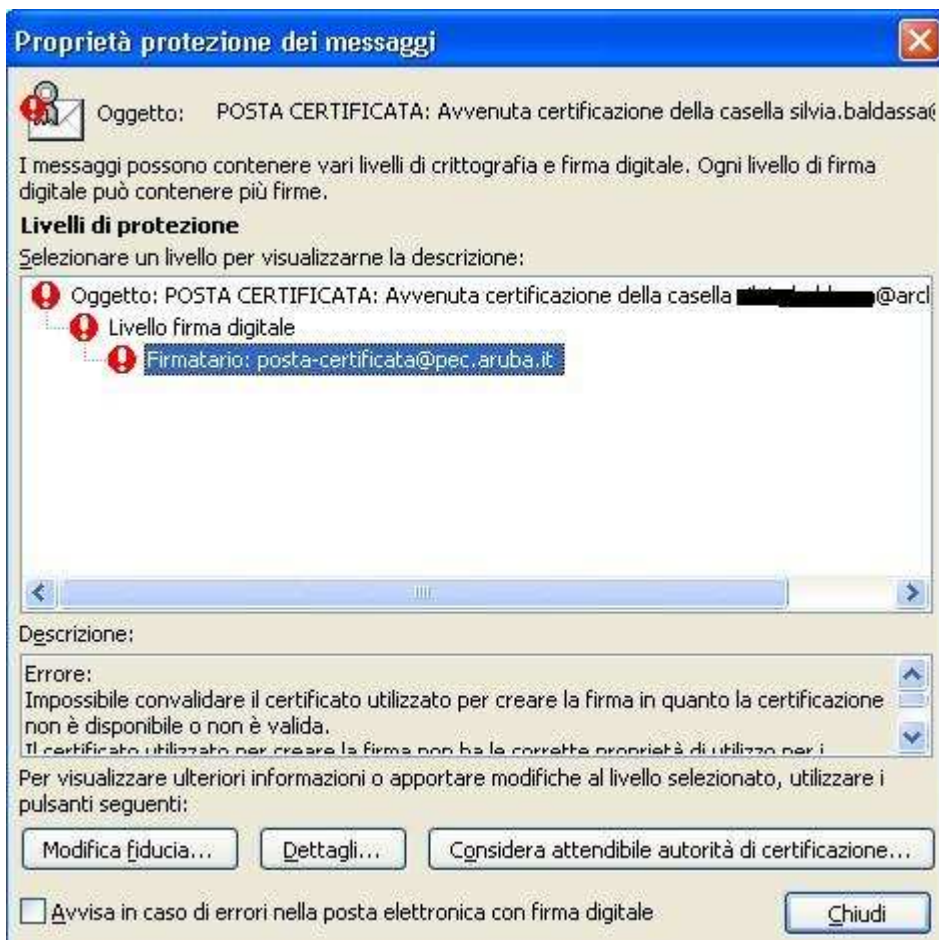 Proprietà protezione dei messaggi
Oggetto: POSTA CERTIFICATA: Avvenuta certificazione della casella silvia.baldassa@
I messaggi possono contenere vari livelli di crittografia e firma digitale. Ogni livello di firma
digitale può contenere più firme.
Livelli di protezione
Selezionare un livello per visualizzarne la descrizione:
Oggetto: POSTA CERTIFICATA: Avvenuta certificazione della casella @arcl
Livello firma digitale
Firmatario: posta-certificata@pec.aruba.it
Descrizione:
Errore:
Impossibile convalidare il certificato utilizzato per creare la firma in quanto la certificazione
non è disponibile o non è valida.
Il certificato utilizzato per creare la firma non ha le corrette proprietà di utilizzo per i
Per visualizzare ulteriori informazioni o apportare modifiche al livello selezionato, utilizzare i
pulsanti seguenti:
Modifica fiducia... Dettagli... Considera attendibile autorità di certificazione...
Avvisa in caso di errori nella posta elettronica con firma digitale Chiudi